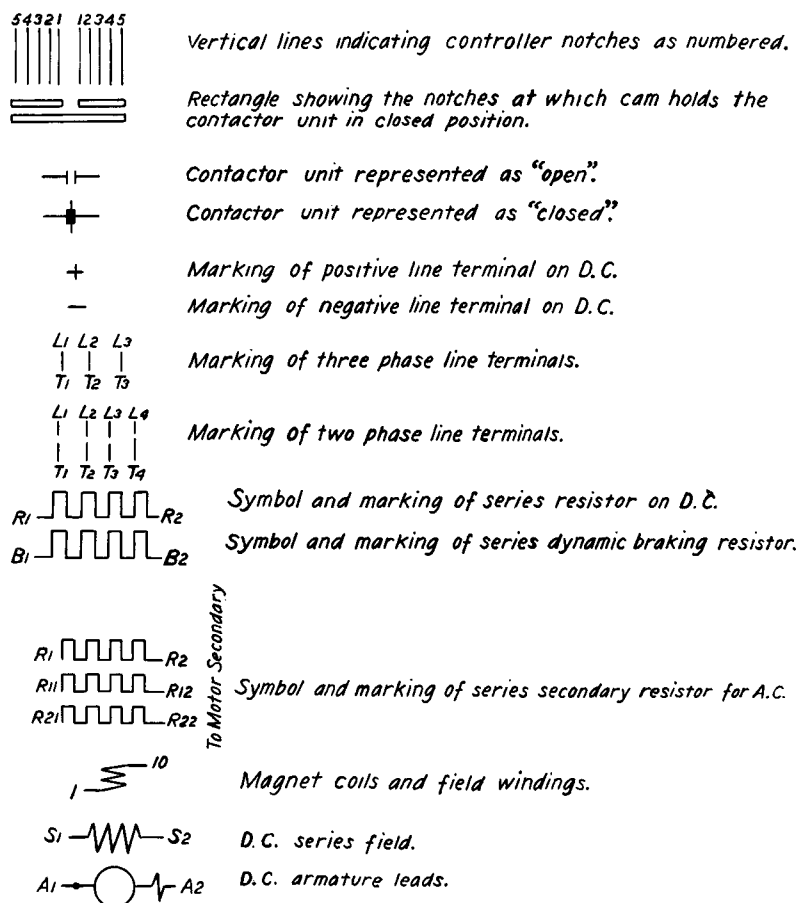 54321 12345
Vertical lines indicating controller notches as numbered.
Rectangle showing the notches at which cam holds the
contactor unit in closed position.
Contactor unit represented as "open".
Contactor unit represented as "closed".
+ Marking of positive line terminal on D.C.
− Marking of negative line terminal on D.C.
L1 L2 L3
T1 T2 T3
Marking of three phase line terminals.
L1 L2 L3 L4
T1 T2 T3 T4
Marking of two phase line terminals.
R1 R2 Symbol and marking of series resistor on D.C.
B1 B2 Symbol and marking of series dynamic braking resistor.
R1 R2
R11 R12
R21 R22
To Motor Secondary
Symbol and marking of series secondary resistor for A.C.
1 10 Magnet coils and field windings.
S1 S2 D.C. series field.
A1 A2 D.C. armature leads.